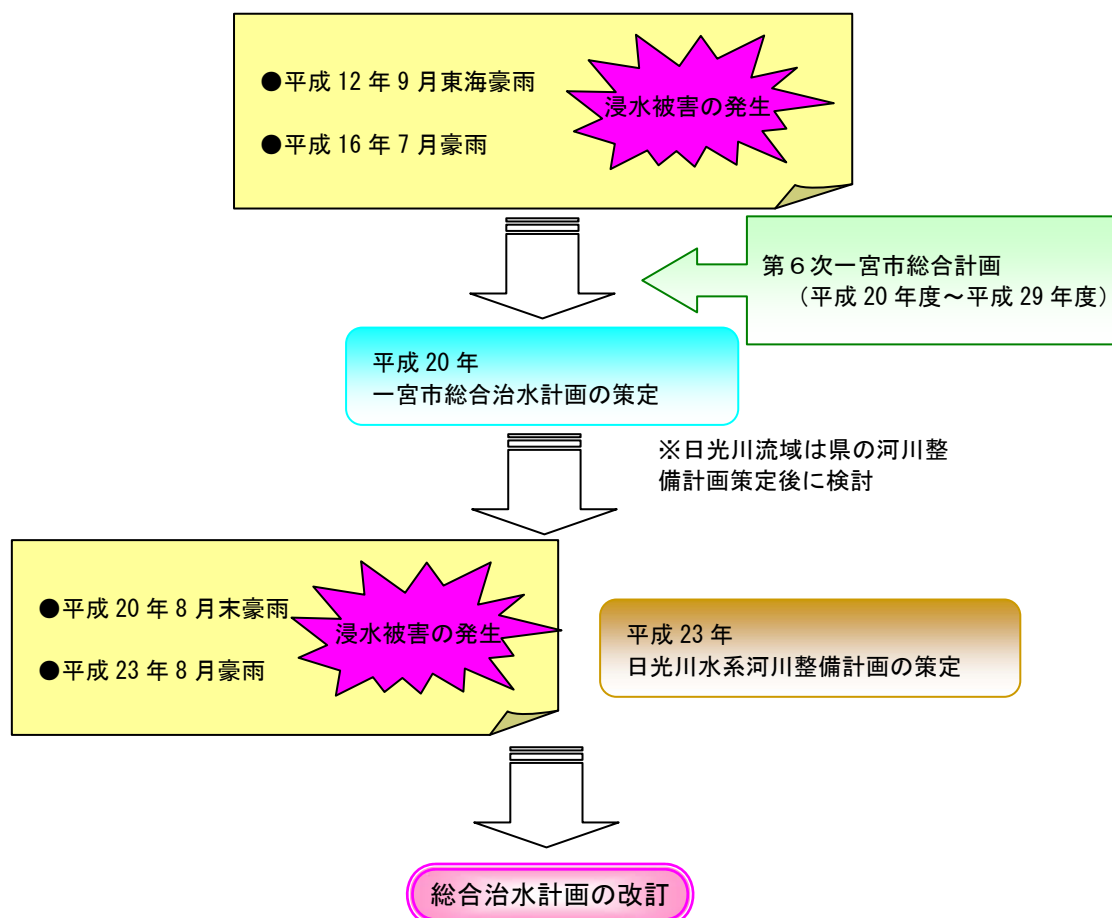 ●平成 12 年 9 月東海豪雨
浸水被害の発生
●平成 16 年 7 月豪雨
第６次一宮市総合計画
（平成 20 年度～平成 29 年度）
平成 20 年
一宮市総合治水計画の策定
※日光川流域は県の河川整
備計画策定後に検討
●平成 20 年 8 月末豪雨
浸水被害の発生
●平成 23 年 8 月豪雨
平成 23 年
日光川水系河川整備計画の策定
総合治水計画の改訂